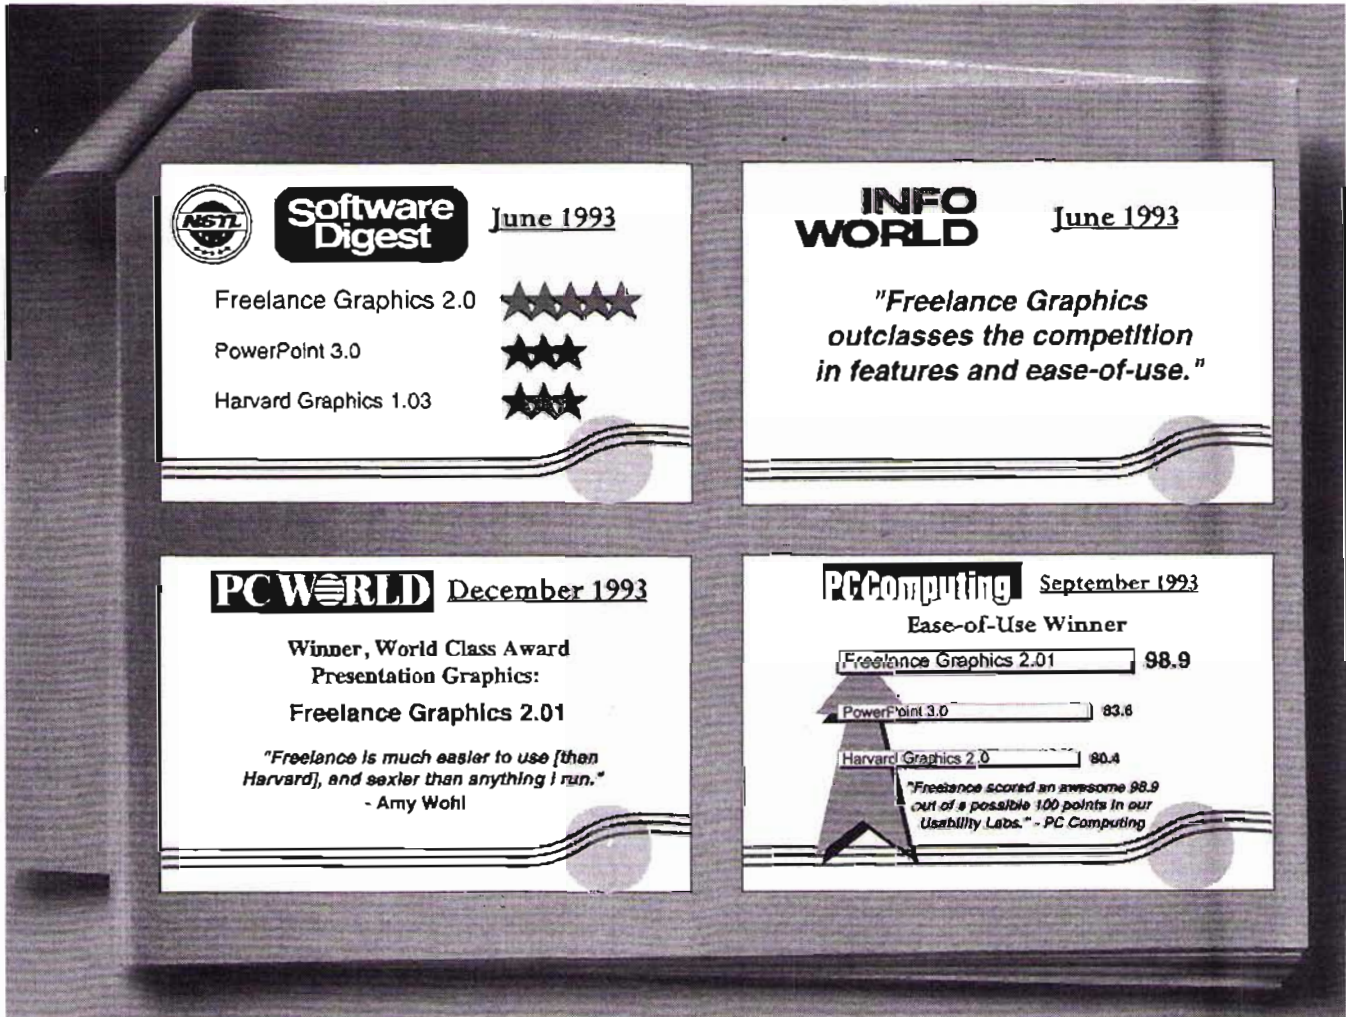 NSTL
Software
Digest
June 1993
Freelance Graphics 2.0
PowerPoint 3.0
Harvard Graphics 1.03
INFO
WORLD
June 1993
"Freelance Graphics
outclasses the competition
in features and ease-of-use."
PC WORLD
December 1993
Winner, World Class Award
Presentation Graphics:
Freelance Graphics 2.01
"Freelance is much easier to use [than
Harvard], and sexier than anything I run."
- Amy Wohl
PC Computing
September 1993
Ease-of-Use Winner
Freelance Graphics 2.01
98.9
PowerPoint 3.0
83.6
Harvard Graphics 2.0
80.4
"Freelance scored an awesome 98.9
out of a possible 100 points in our
Usability Labs." - PC Computing